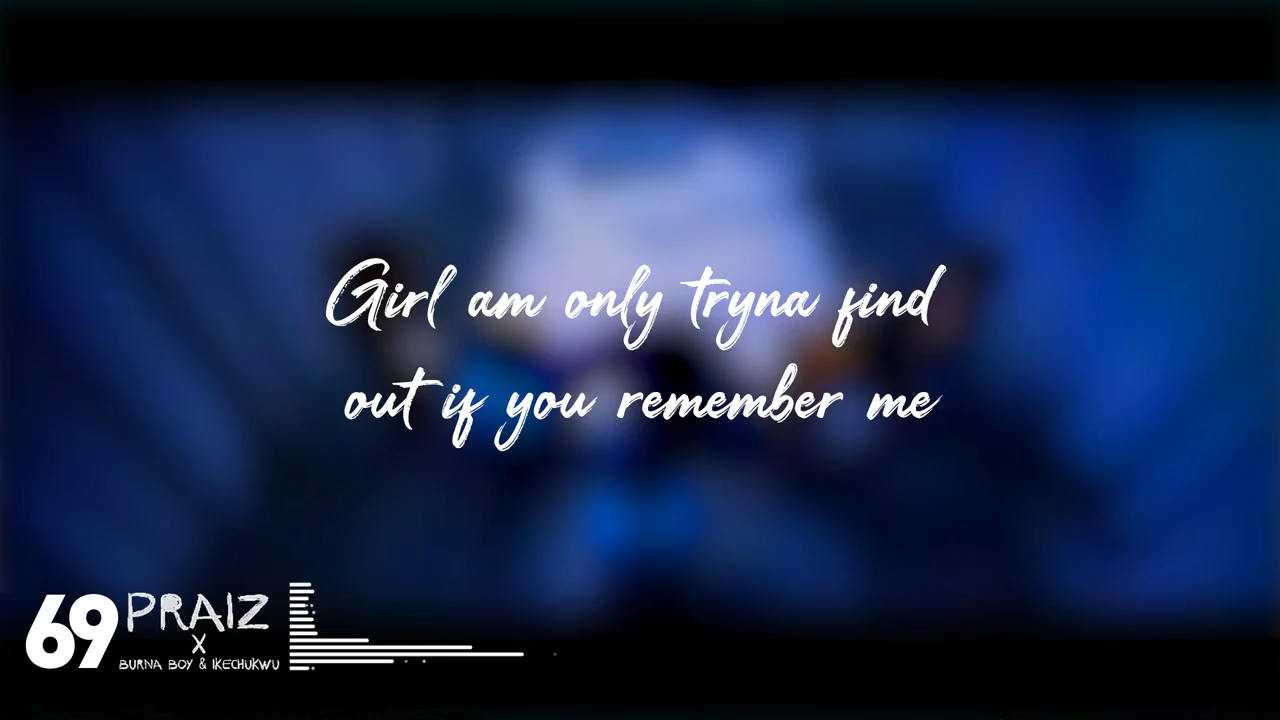 Girl am only tryna find
out if you remember me
69 PRAIZ
X
BURNA BOY & IKECHUKWU